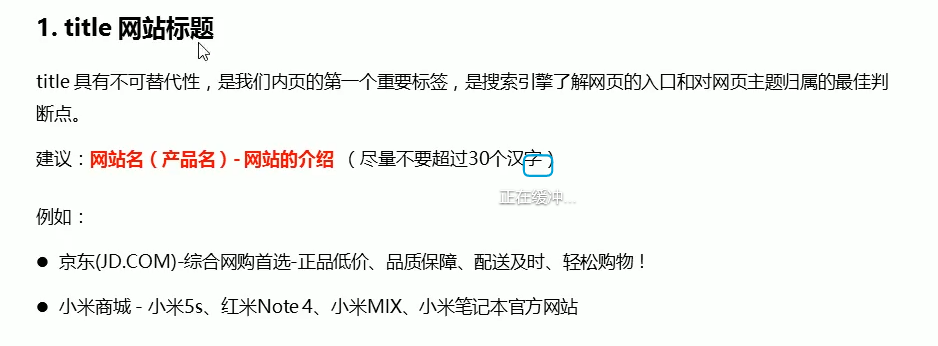 1. title 网站标题
title 具有不可替代性，是我们内页的第一个重要标签，是搜索引擎了解网页的入口和对网页主题归属的最佳判
断点。
建议：网站名（产品名）- 网站的介绍 （尽量不要超过30个汉字）
正在缓冲...
例如：
● 京东(JD.COM)-综合网购首选-正品低价、品质保障、配送及时、轻松购物！
● 小米商城 - 小米5s、红米Note 4、小米MIX、小米笔记本官方网站